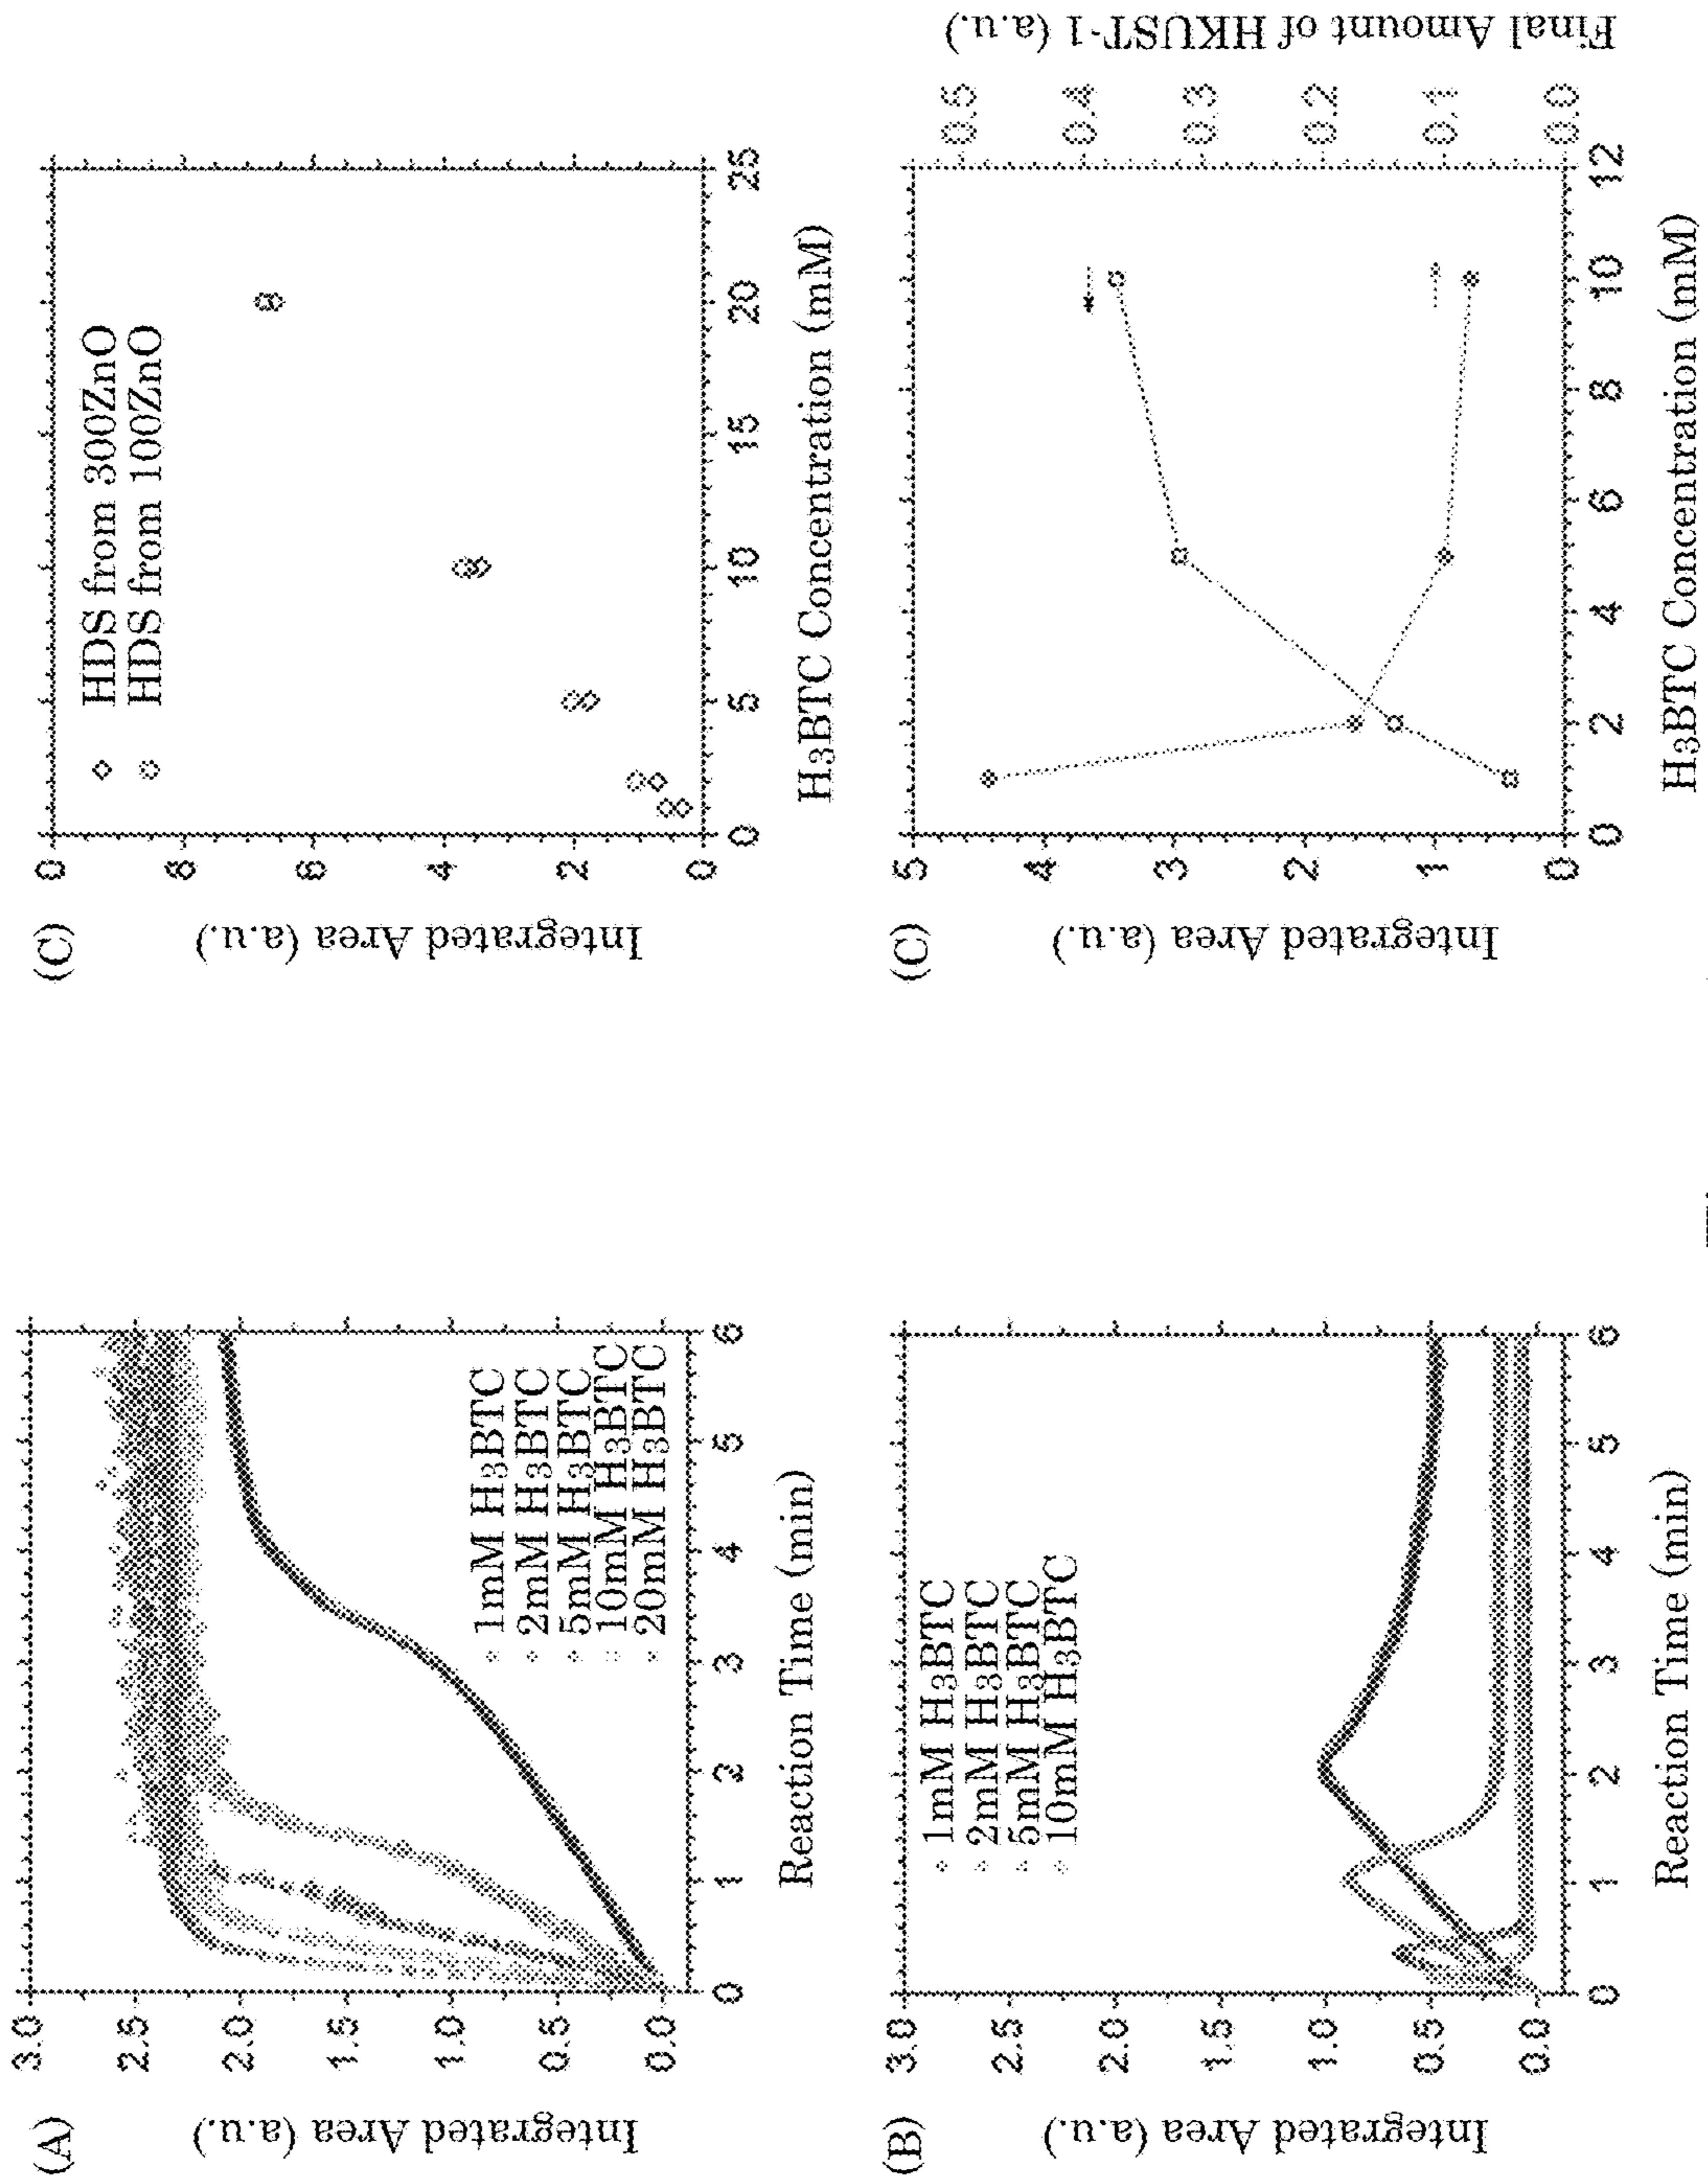 (A)
Integrated Area (a.u.)
3.0
2.5
2.0
1.5
1.0
0.5
0.0
1mM H₃BTC
2mM H₃BTC
5mM H₃BTC
10mM H₃BTC
20mM H₃BTC
0 1 2 3 4 5 6
Reaction Time (min)
(C)
Integrated Area (a.u.)
0
8
6
4
2
0
HDS from 300ZnO
HDS from 100ZnO
0 5 10 15 20 25
H₃BTC Concentration (mM)
(B)
Integrated Area (a.u.)
3.0
2.5
2.0
1.5
1.0
0.5
0.0
1mM H₃BTC
2mM H₃BTC
5mM H₃BTC
10mM H₃BTC
0 1 2 3 4 5 6
Reaction Time (min)
(C)
Integrated Area (a.u.)
5
4
3
2
1
0
0 2 4 6 8 10 12
H₃BTC Concentration (mM)
0.5
0.4
0.3
0.2
0.1
0.0
Final Amount of HKUST-1 (a.u.)